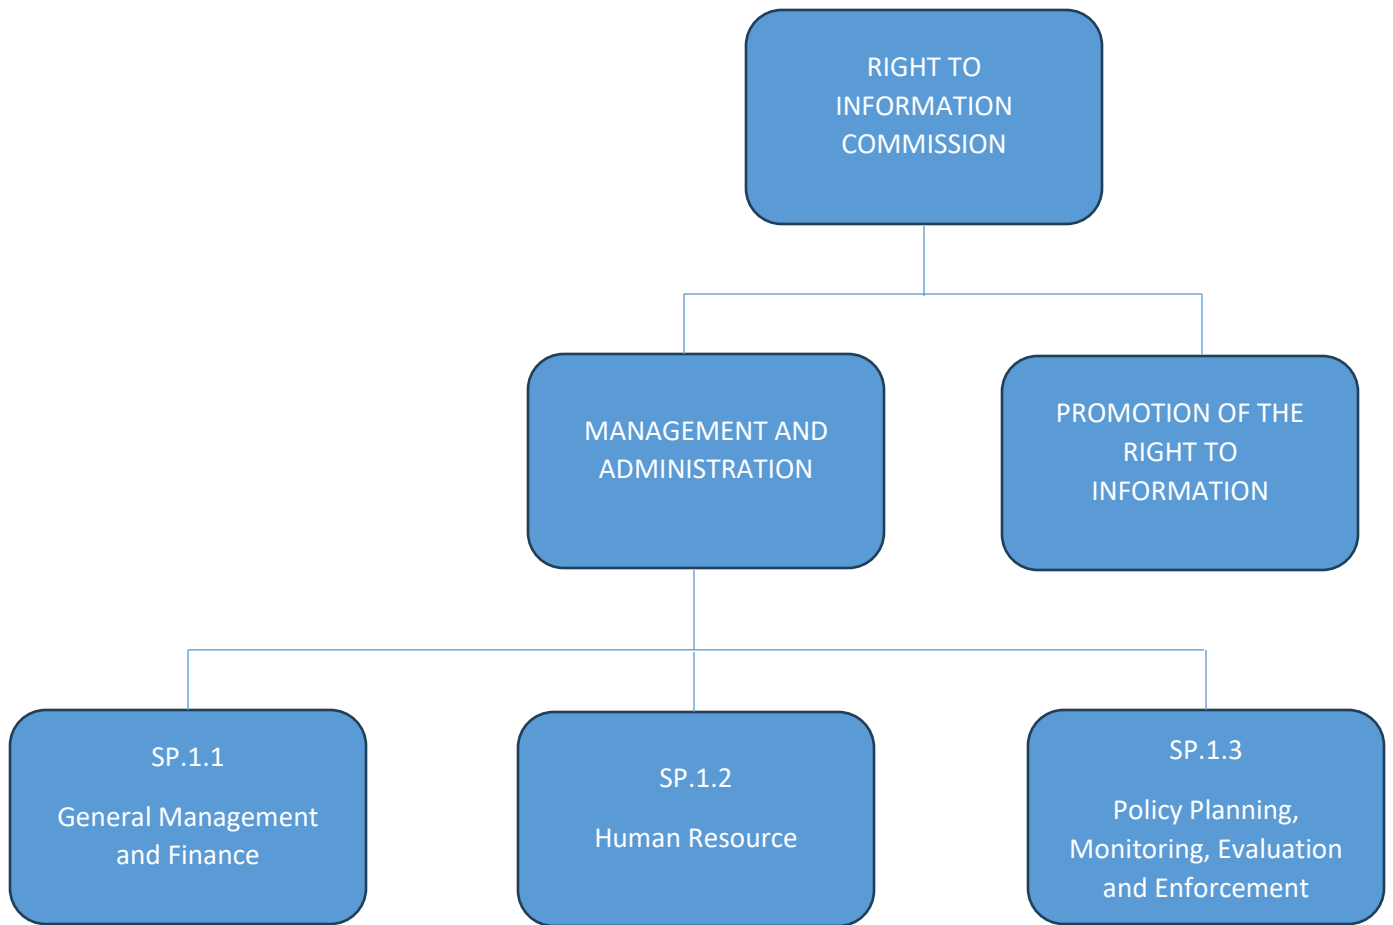 RIGHT TO
INFORMATION
COMMISSION
MANAGEMENT AND
ADMINISTRATION
PROMOTION OF THE
RIGHT TO
INFORMATION
SP.1.1
General Management
and Finance
SP.1.2
Human Resource
SP.1.3
Policy Planning,
Monitoring, Evaluation
and Enforcement